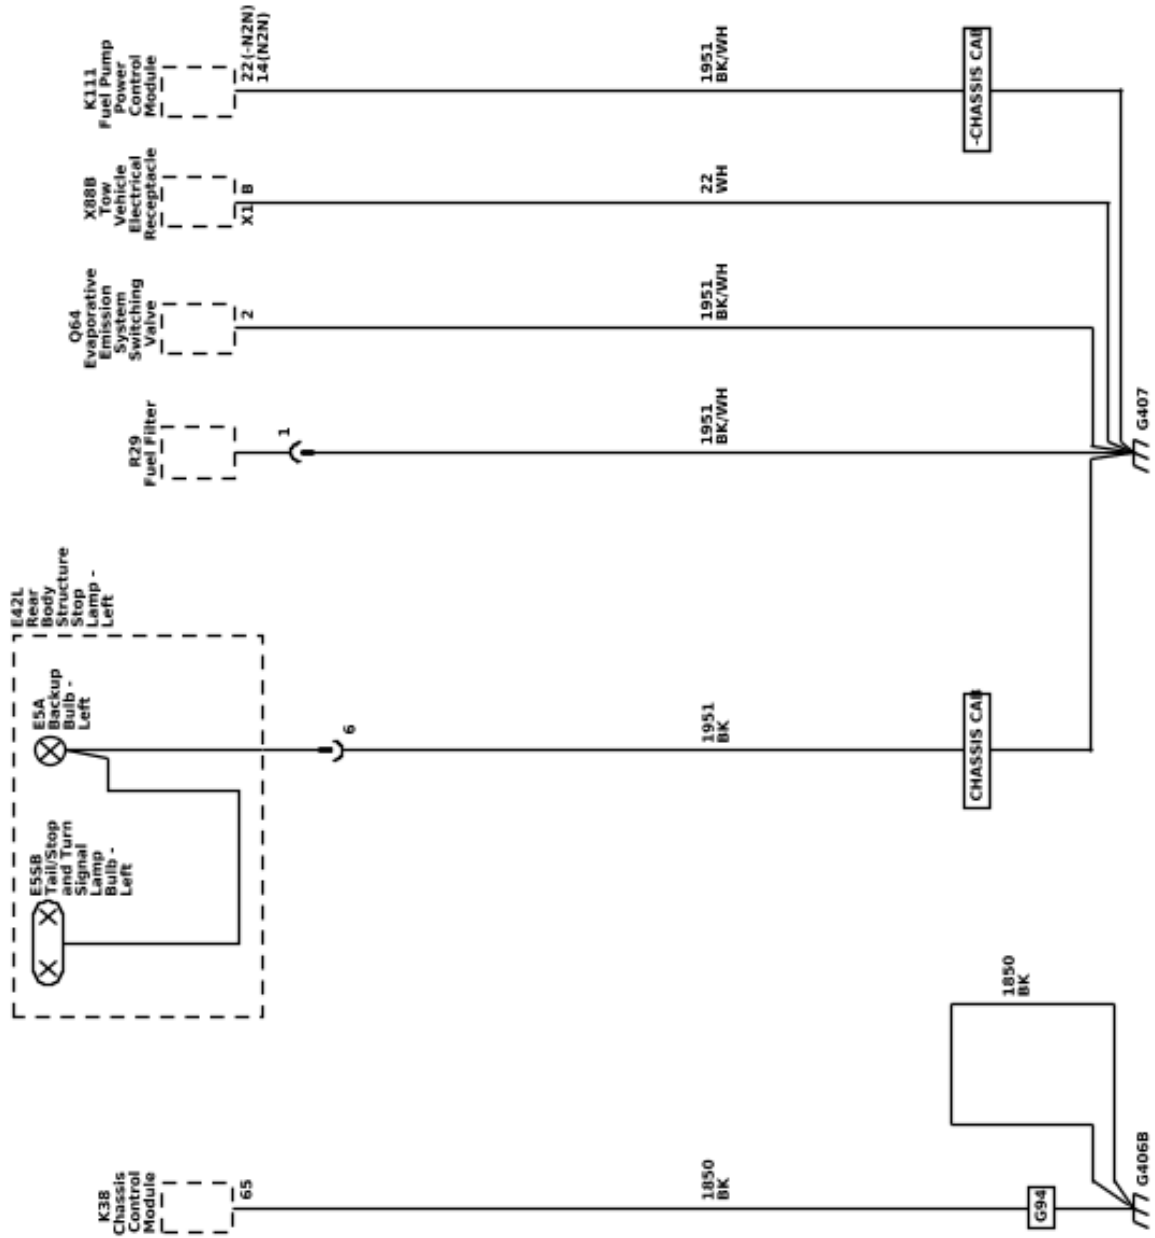 K38
Chassis
Control
Module
65
1850
BK
G94
G406B
1850
BK
E42L
Rear
Body
Structure
Stop
Lamp -
Left
E5SB
Tail/Stop
and Turn
Signal
Lamp
Bulb -
Left
E5A
Backup
Bulb -
Left
6
1951
BK
CHASSIS CAB
R29
Fuel Filter
1
1951
BK/WH
Q64
Evaporative
Emission
System
Switching
Valve
2
1951
BK/WH
X88B
Tow
Vehicle
Electrical
Receptacle
X1 B
22
WH
K111
Fuel Pump
Power
Control
Module
22(-N2N)
14(N2N)
1951
BK/WH
-CHASSIS CAB
G407